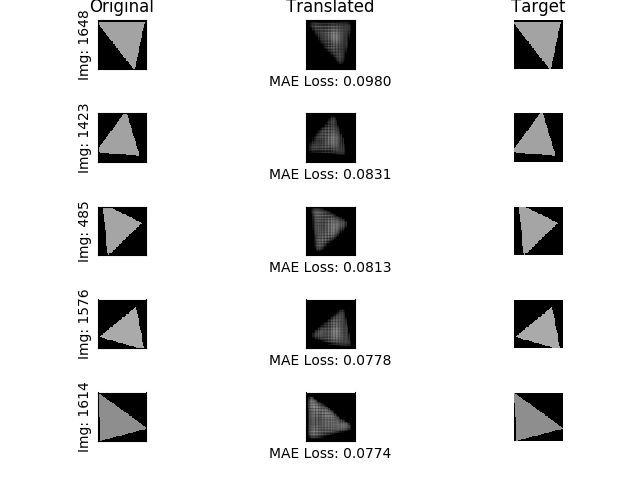 Original Translated Target
Img: 1648
MAE Loss: 0.0980
Img: 1423
MAE Loss: 0.0831
Img: 485
MAE Loss: 0.0813
Img: 1576
MAE Loss: 0.0778
Img: 1614
MAE Loss: 0.0774